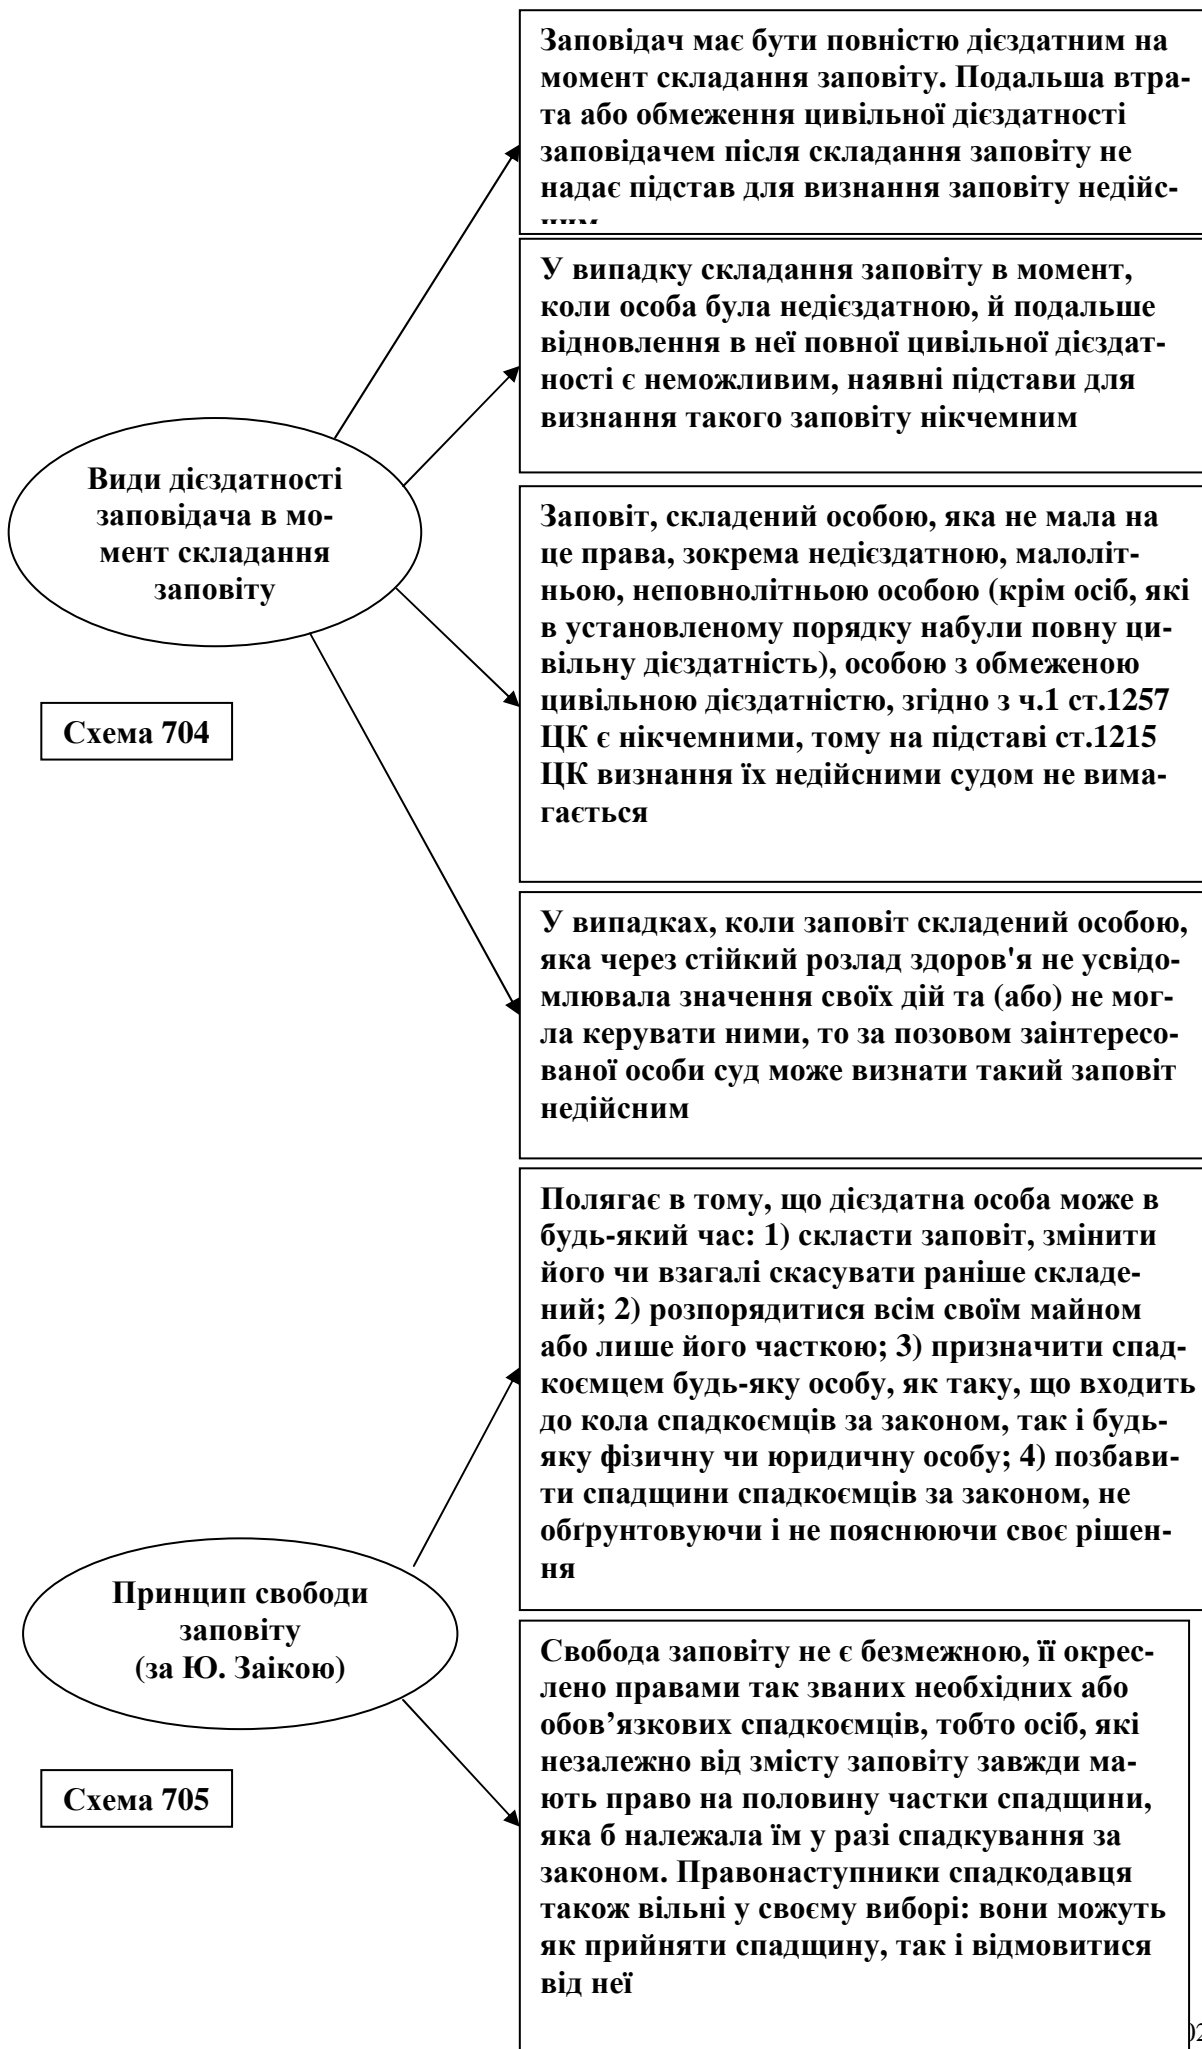 Заповідач має бути повністю дієздатним на
момент складання заповіту. Подальша втра-
та або обмеження цивільної дієздатності
заповідачем після складання заповіту не
надає підстав для визнання заповіту недійс-
У випадку складання заповіту в момент,
коли особа була недієздатною, й подальше
відновлення в неї повної цивільної дієздат-
ності є неможливим, наявні підстави для
визнання такого заповіту нікчемним
Види дієздатності
заповідача в мо-
мент складання
заповіту
Схема 704
Заповіт, складений особою, яка не мала на
це права, зокрема недієздатною, малоліт-
ньою, неповнолітньою особою (крім осіб, які
в установленому порядку набули повну ци-
вільну дієздатність), особою з обмеженою
цивільною дієздатністю, згідно з ч.1 ст.1257
ЦК є нікчемними, тому на підставі ст.1215
ЦК визнання їх недійсними судом не вима-
гається
У випадках, коли заповіт складений особою,
яка через стійкий розлад здоров'я не усвідо-
млювала значення своїх дій та (або) не мог-
ла керувати ними, то за позовом заінтересо-
ваної особи суд може визнати такий заповіт
недійсним
Полягає в тому, що дієздатна особа може в
будь-який час: 1) скласти заповіт, змінити
його чи взагалі скасувати раніше складе-
ний; 2) розпорядитися всім своїм майном
або лише його часткою; 3) призначити спад-
коємцем будь-яку особу, як таку, що входить
до кола спадкоємців за законом, так і будь-
яку фізичну чи юридичну особу; 4) позбави-
ти спадщини спадкоємців за законом, не
обґрунтовуючи і не пояснюючи своє рішен-
ня
Принцип свободи
заповіту
(за Ю. Заікою)
Схема 705
Свобода заповіту не є безмежною, її окрес-
лено правами так званих необхідних або
обов’язкових спадкоємців, тобто осіб, які
незалежно від змісту заповіту завжди ма-
ють право на половину частки спадщини,
яка б належала їм у разі спадкування за
законом. Правонаступники спадкодавця
також вільні у своєму виборі: вони можуть
як прийняти спадщину, так і відмовитися
від неї